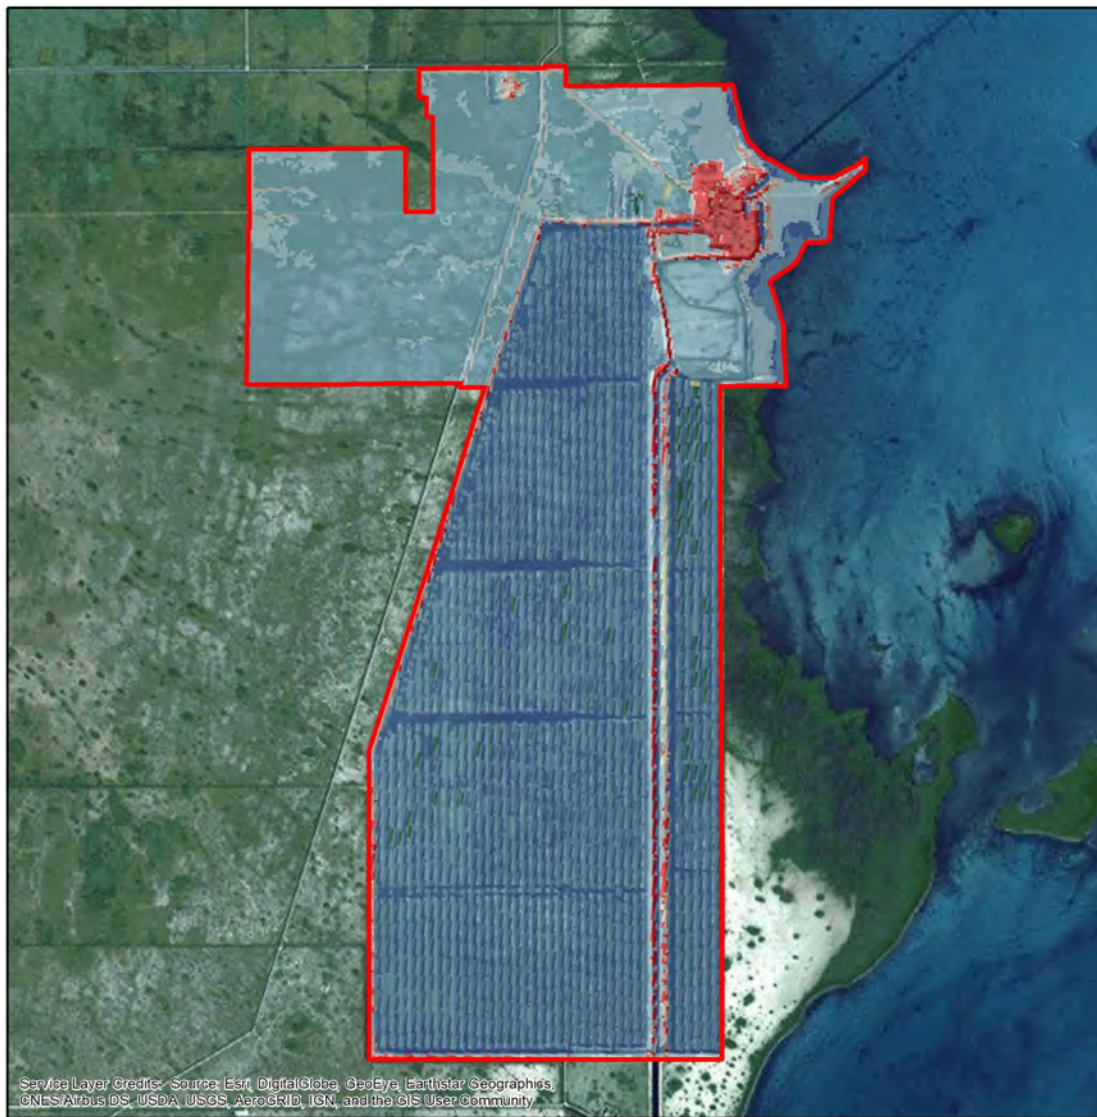 Service Layer Credits: Source: Esri, DigitalGlobe, GeoEye, Earthstar Geographics,
CNES/Airbus DS, USDA, USGS, AeroGRID, IGN, and the GIS User Community